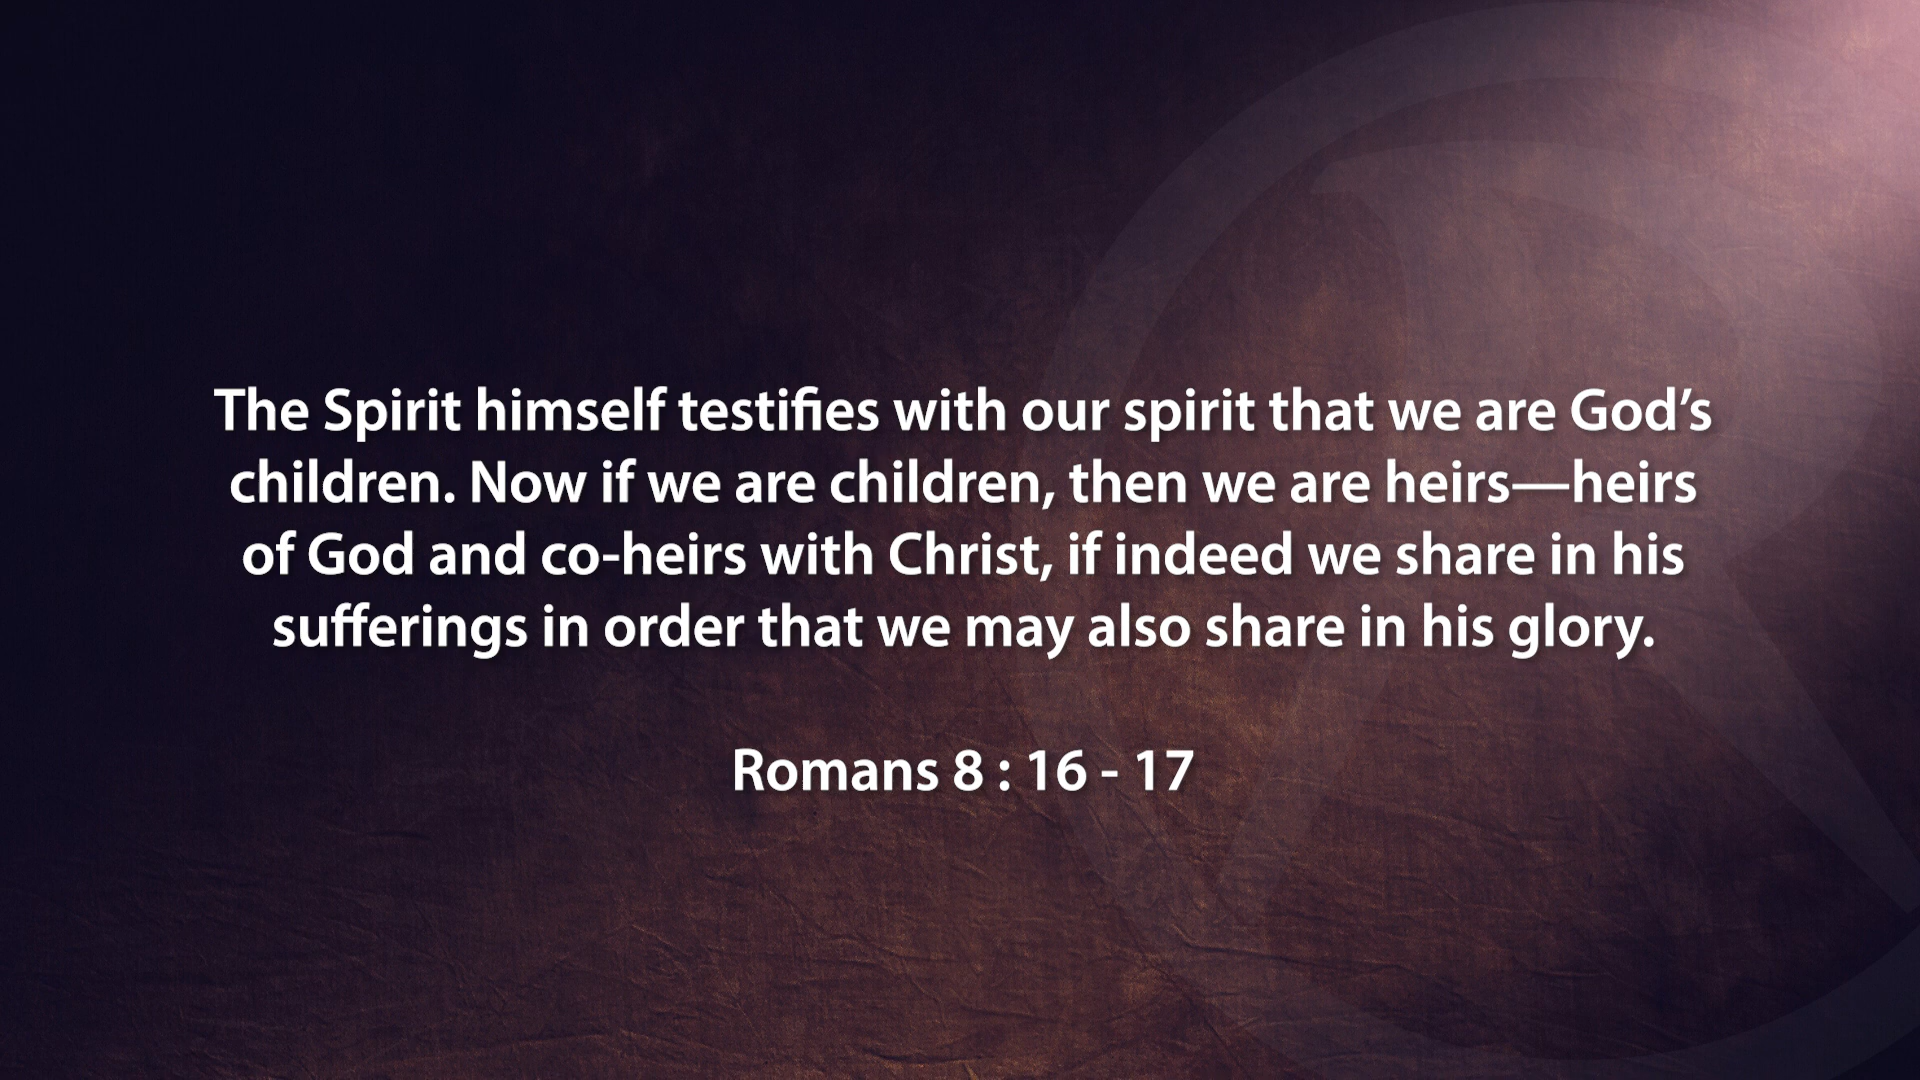 The Spirit himself testifies with our spirit that we are God’s
children. Now if we are children, then we are heirs—heirs
of God and co-heirs with Christ, if indeed we share in his
sufferings in order that we may also share in his glory.
Romans 8 : 16 - 17